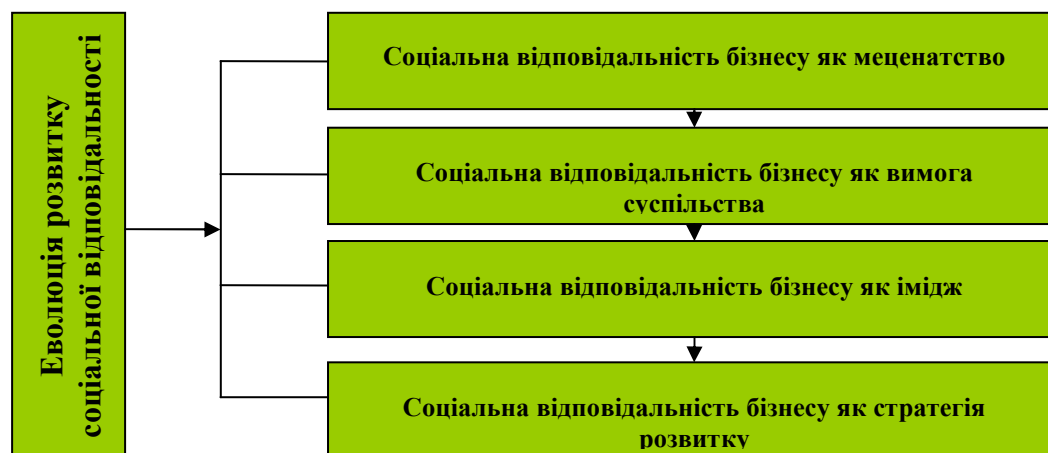 Еволюція розвитку
соціальної відповідальності
Соціальна відповідальність бізнесу як меценатство
Соціальна відповідальність бізнесу як вимога
суспільства
Соціальна відповідальність бізнесу як імідж
Соціальна відповідальність бізнесу як стратегія
розвитку